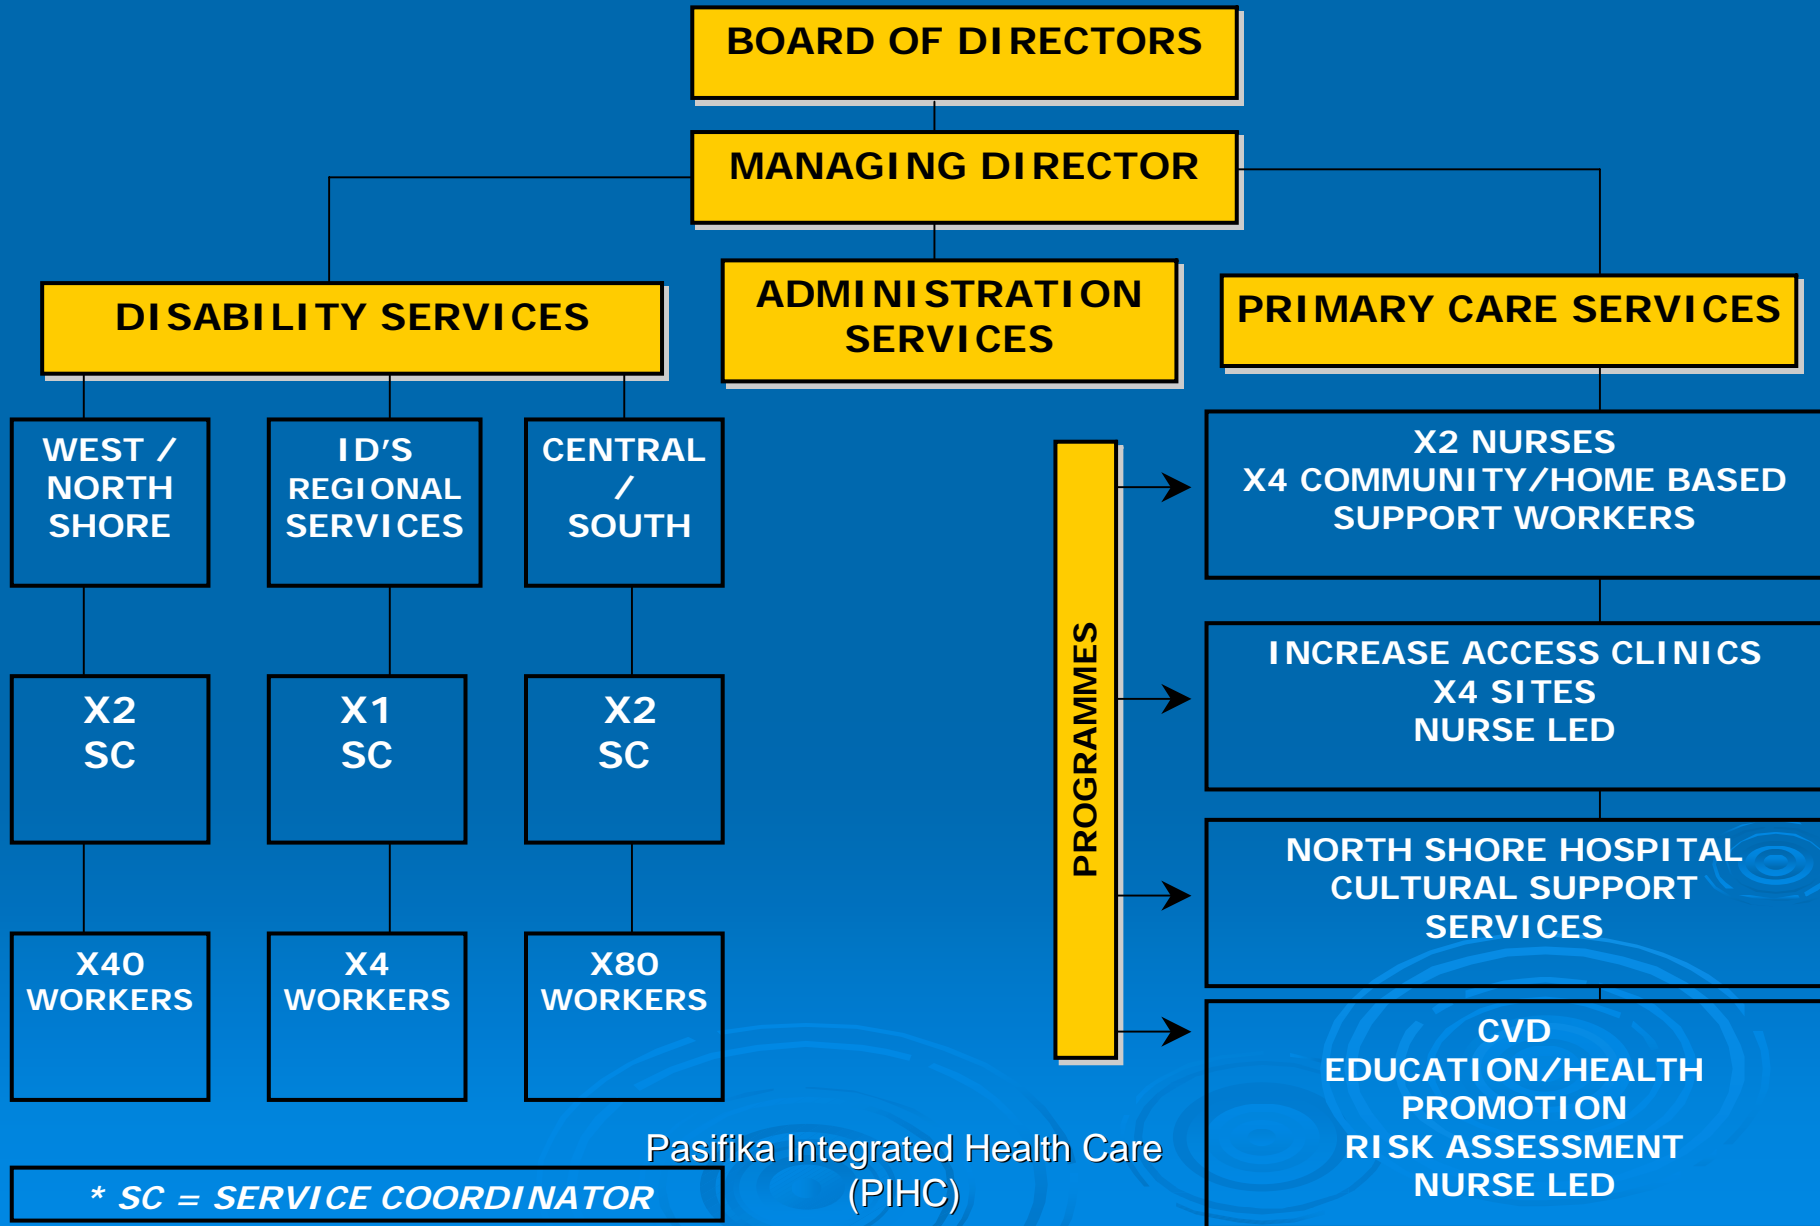 BOARD OF DIRECTORS
MANAGING DIRECTOR
DISABILITY SERVICES
ADMINISTRATION
SERVICES
PRIMARY CARE SERVICES
WEST /
NORTH
SHORE
ID'S
REGIONAL
SERVICES
CENTRAL
/
SOUTH
X2
SC
X1
SC
X2
SC
X40
WORKERS
X4
WORKERS
X80
WORKERS
PROGRAMMES
X2 NURSES
X4 COMMUNITY/HOME BASED
SUPPORT WORKERS
INCREASE ACCESS CLINICS
X4 SITES
NURSE LED
NORTH SHORE HOSPITAL
CULTURAL SUPPORT
SERVICES
CVD
EDUCATION/HEALTH
PROMOTION
RISK ASSESSMENT
NURSE LED
* SC = SERVICE COORDINATOR
Pasifika Integrated Health Care
(PIHC)